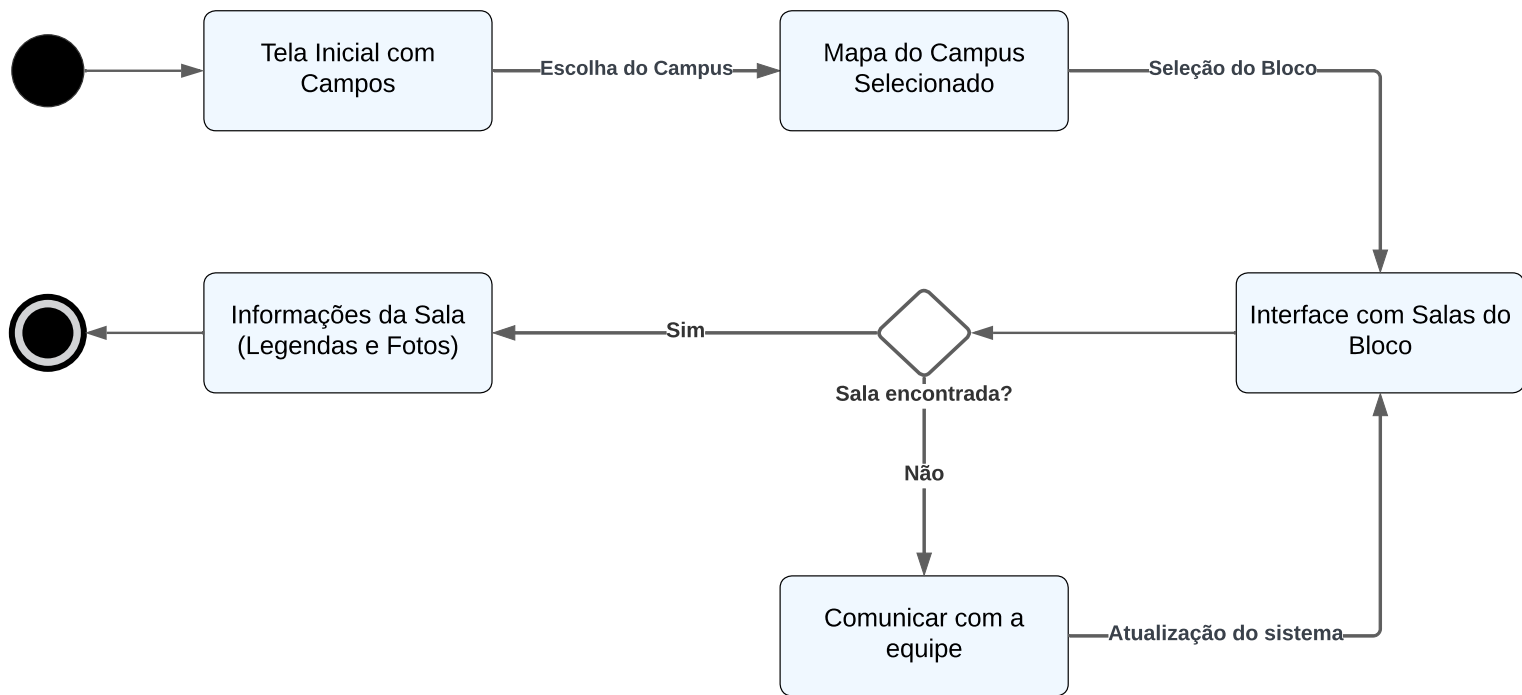 Tela Inicial com
Campos
Escolha do Campus
Mapa do Campus
Selecionado
Seleção do Bloco
Informações da Sala
(Legendas e Fotos)
Sim
Interface com Salas do
Bloco
Sala encontrada?
Não
Comunicar com a
equipe
Atualização do sistema